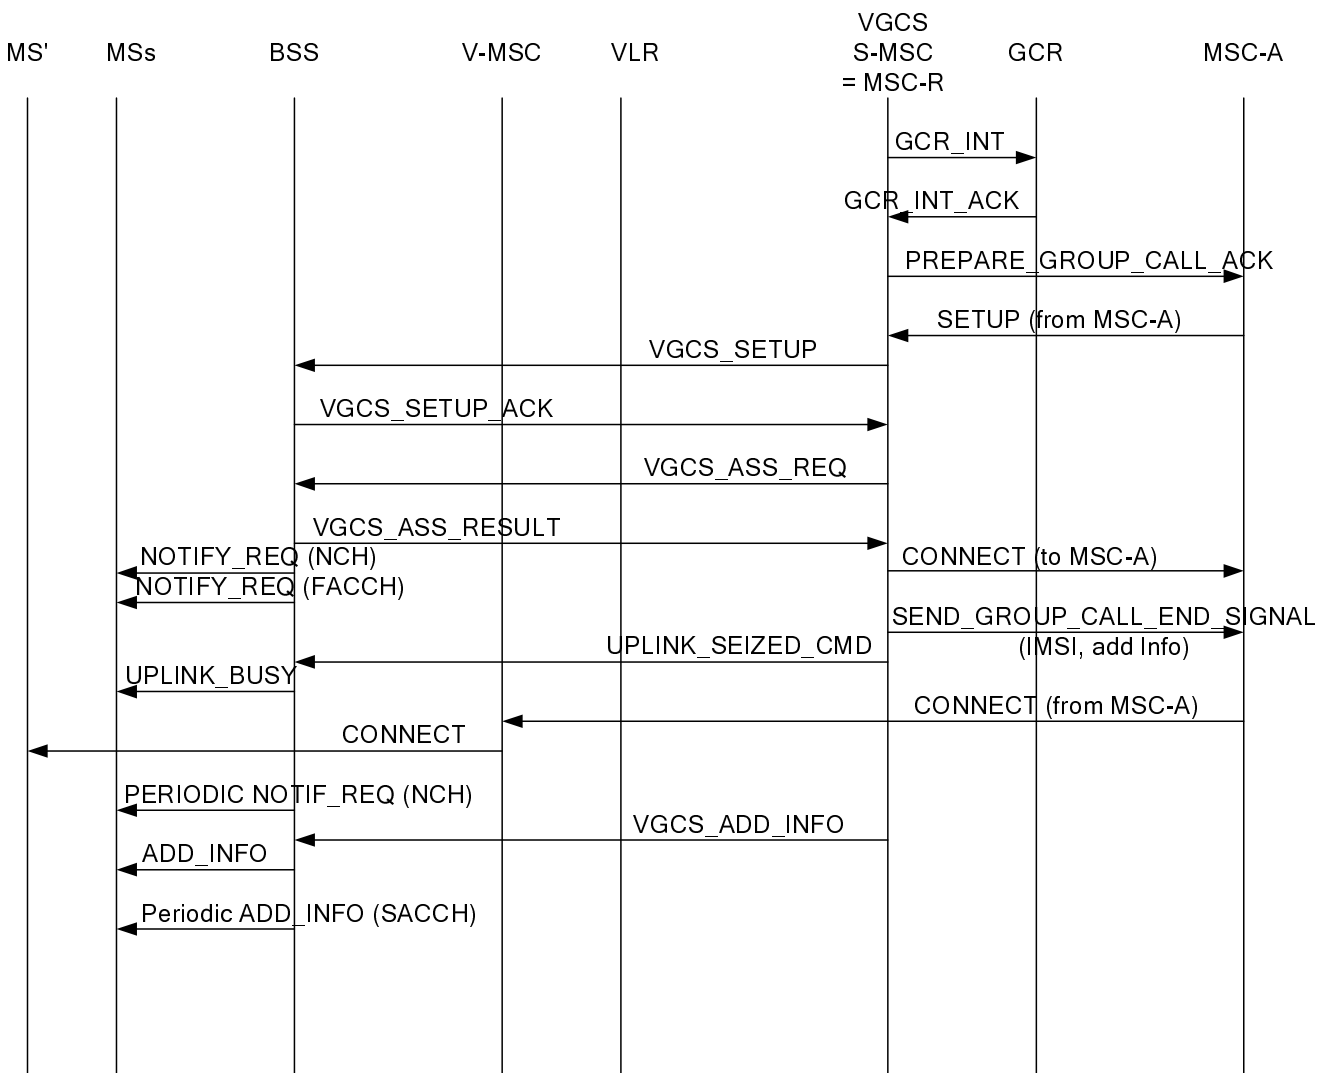 VGCS
MS' MSs BSS V-MSC VLR S-MSC GCR MSC-A
= MSC-R
GCR_INT
GCR_INT_ACK
PREPARE_GROUP_CALL_ACK
SETUP (from MSC-A)
VGCS_SETUP
VGCS_SETUP_ACK
VGCS_ASS_REQ
VGCS_ASS_RESULT
NOTIFY_REQ (NCH)
CONNECT (to MSC-A)
NOTIFY_REQ (FACCH)
SEND_GROUP_CALL_END_SIGNAL
(IMSI, add Info)
UPLINK_SEIZED_CMD
UPLINK_BUSY
CONNECT (from MSC-A)
CONNECT
PERIODIC NOTIF_REQ (NCH)
VGCS_ADD_INFO
ADD_INFO
Periodic ADD_INFO (SACCH)